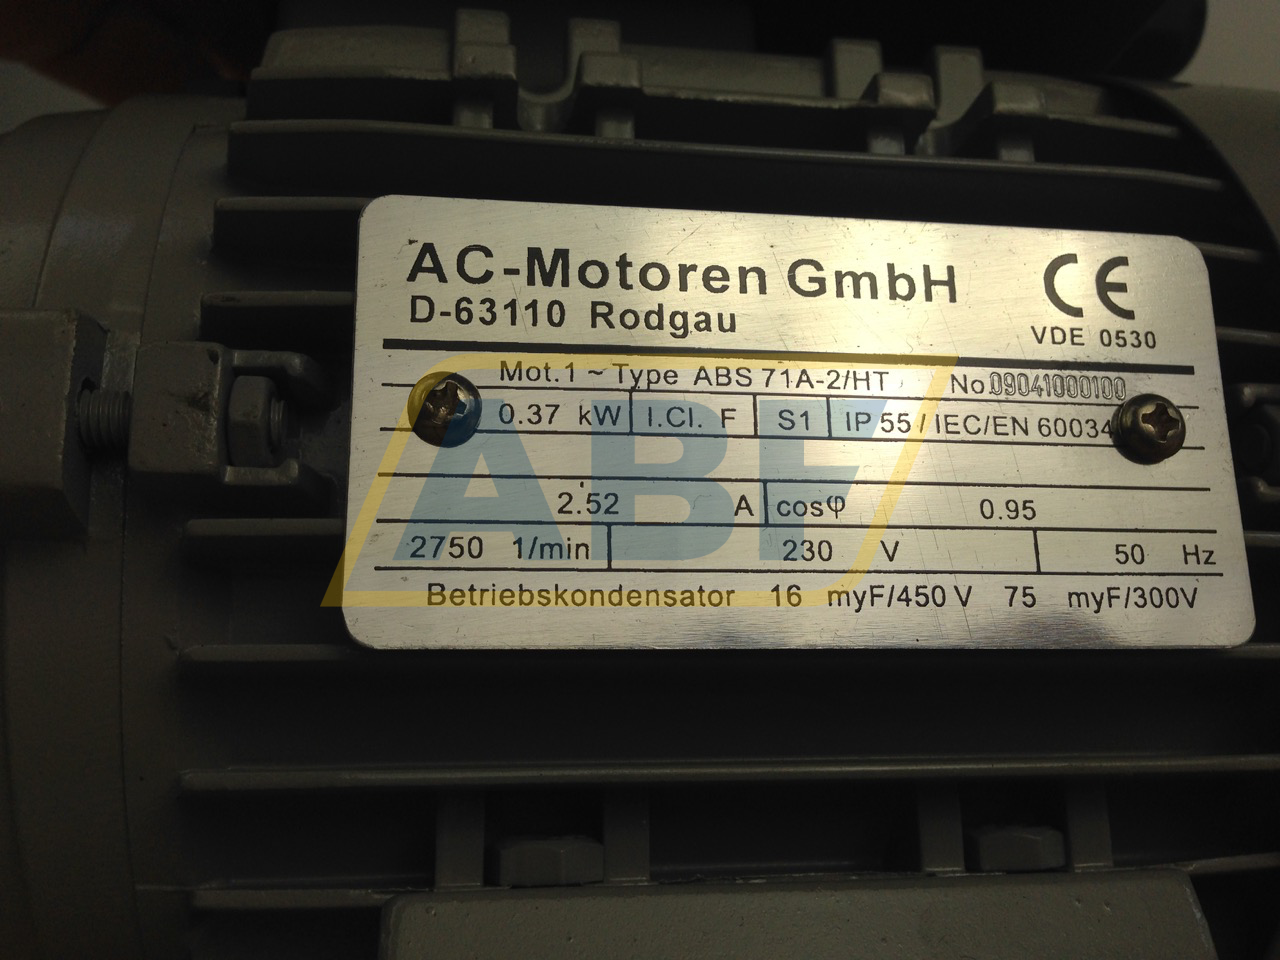 AC-Motoren GmbH
CE
D-63110 Rodgau
VDE 0530
Mot.1 ~ Type ABS 71A-2/HT No.09041000100
0.37 kW I.Cl. F S1 IP 55 / IEC/EN 60034
2.52 A cosφ 0.95
2750 1/min 230 V 50 Hz
Betriebskondensator 16 myF/450 V 75 myF/300V
ABF